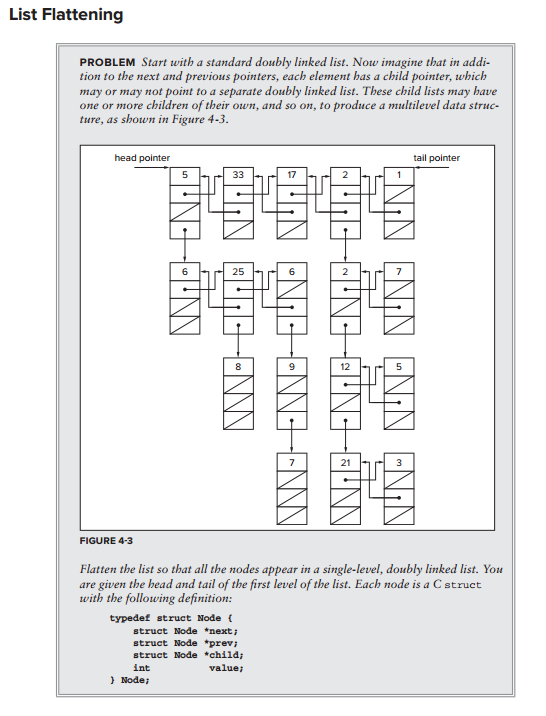 List Flattening
PROBLEM Start with a standard doubly linked list. Now imagine that in addi-
tion to the next and previous pointers, each element has a child pointer, which
may or may not point to a separate doubly linked list. These child lists may have
one or more children of their own, and so on, to produce a multilevel data struc-
ture, as shown in Figure 4-3.
head pointer tail pointer
5 33 17 2 1
6 25 6 2 7
8 9 12 5
7 21 3
FIGURE 4-3
Flatten the list so that all the nodes appear in a single-level, doubly linked list. You
are given the head and tail of the first level of the list. Each node is a C struct
with the following definition:
typedef struct Node {
struct Node *next;
struct Node *prev;
struct Node *child;
int value;
} Node;